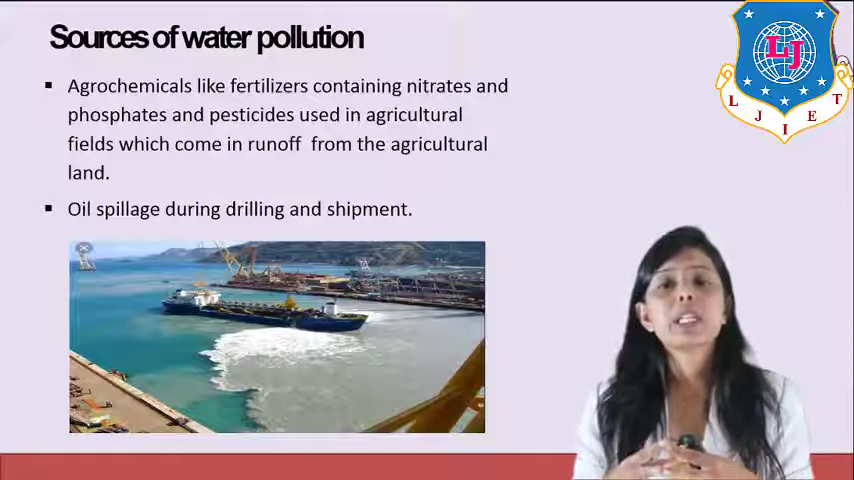 Sources of water pollution
Agrochemicals like fertilizers containing nitrates and
phosphates and pesticides used in agricultural
fields which come in runoff from the agricultural
land.
Oil spillage during drilling and shipment.
LJ
L J I E T